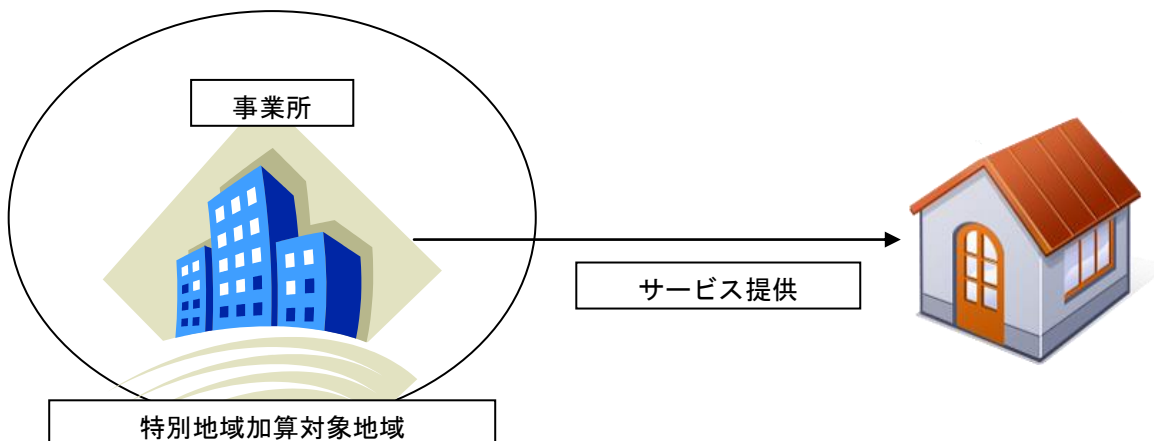 事業所
サービス提供
特別地域加算対象地域